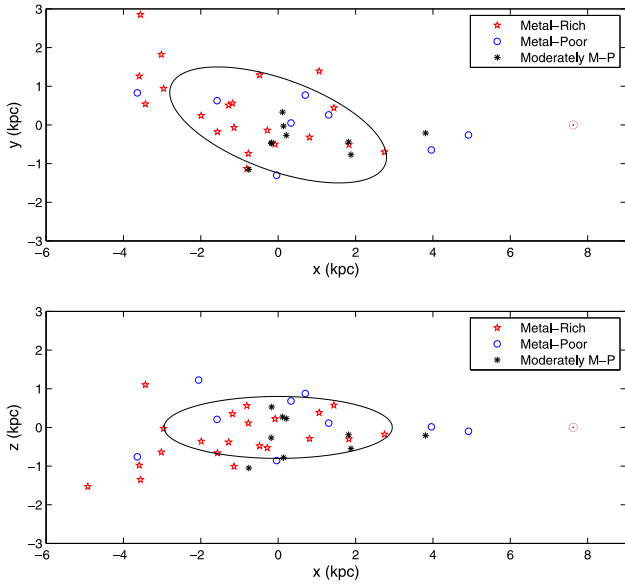 3
2
1
0
−1
−2
−3
y (kpc)
Metal−Rich
Metal−Poor
Moderately M−P
−6 −4 −2 0 2 4 6 8
x (kpc)
3
2
1
0
−1
−2
−3
z (kpc)
Metal−Rich
Metal−Poor
Moderately M−P
−6 −4 −2 0 2 4 6 8
x (kpc)